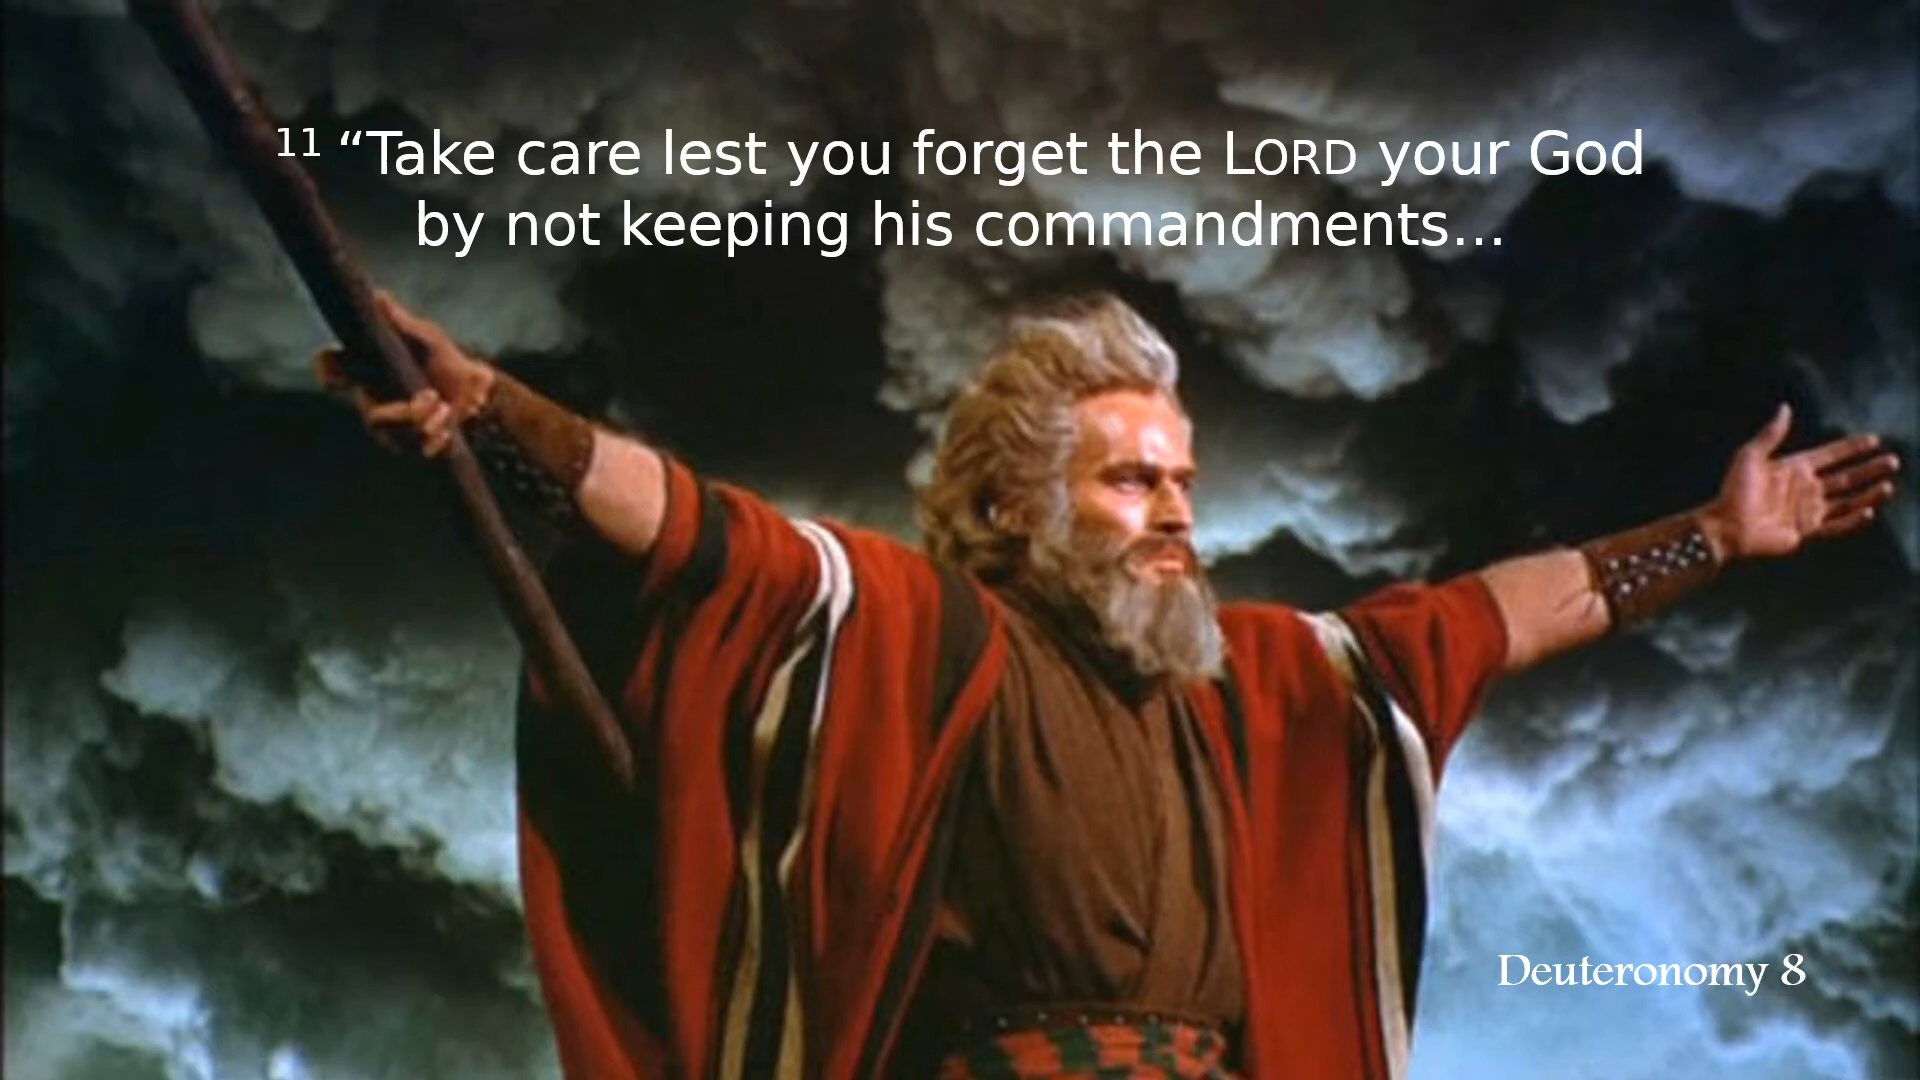 11 “Take care lest you forget the LORD your God
by not keeping his commandments...
Deuteronomy 8